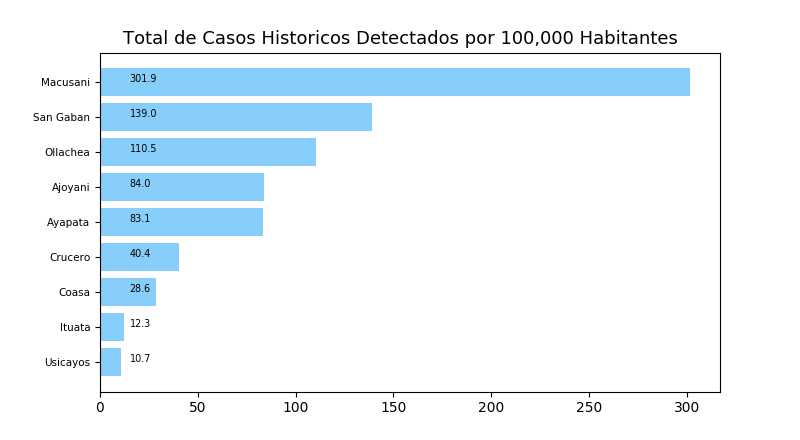 Total de Casos Historicos Detectados por 100,000 Habitantes
Macusani 301.9
San Gaban 139.0
Ollachea 110.5
Ajoyani 84.0
Ayapata 83.1
Crucero 40.4
Coasa 28.6
Ituata 12.3
Usicayos 10.7
0 50 100 150 200 250 300